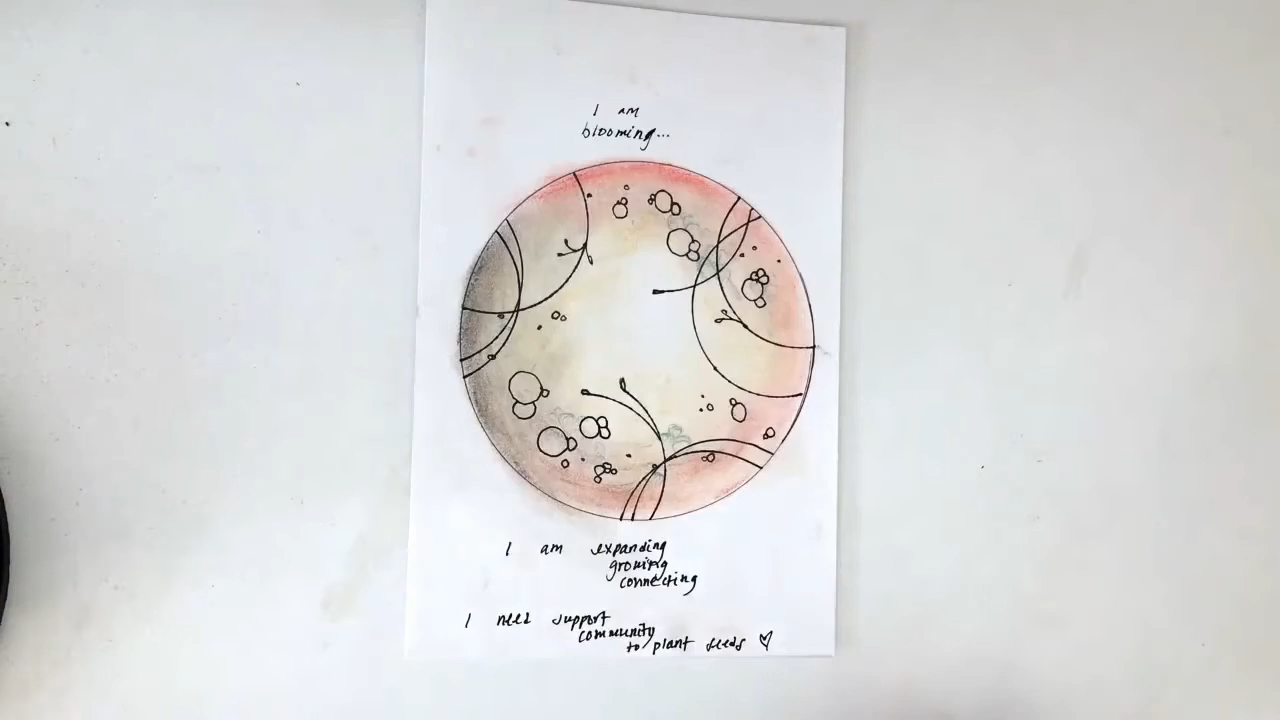 I am
blooming...
I am expanding
growing
connecting
I need support
community
to plant seeds ♡